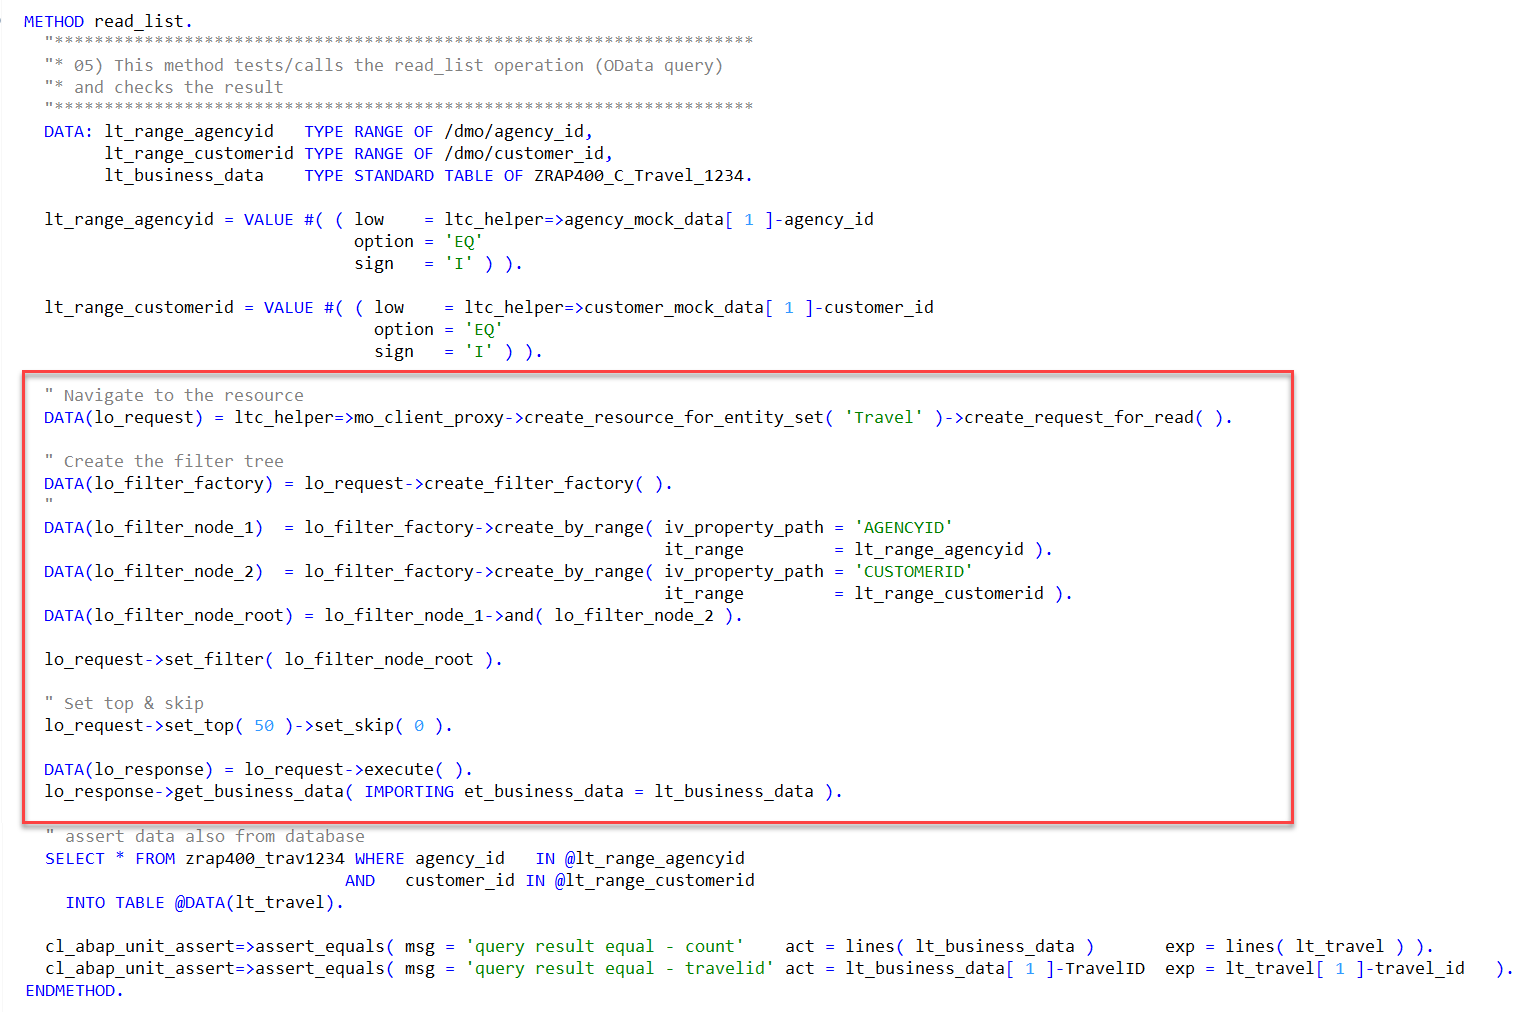 METHOD read_list.
"**********************************************************************
"* 05) This method tests/calls the read_list operation (OData query)
"* and checks the result
"**********************************************************************
DATA: lt_range_agencyid   TYPE RANGE OF /dmo/agency_id,
lt_range_customerid TYPE RANGE OF /dmo/customer_id,
lt_business_data    TYPE STANDARD TABLE OF ZRAP400_C_Travel_1234.
lt_range_agencyid = VALUE #( ( low    = ltc_helper=>agency_mock_data[ 1 ]-agency_id
option = 'EQ'
sign   = 'I' ) ).
lt_range_customerid = VALUE #( ( low    = ltc_helper=>customer_mock_data[ 1 ]-customer_id
option = 'EQ'
sign   = 'I' ) ).
" Navigate to the resource
DATA(lo_request) = ltc_helper=>mo_client_proxy->create_resource_for_entity_set( 'Travel' )->create_request_for_read( ).
" Create the filter tree
DATA(lo_filter_factory) = lo_request->create_filter_factory( ).
"
DATA(lo_filter_node_1)  = lo_filter_factory->create_by_range( iv_property_path = 'AGENCYID'
it_range         = lt_range_agencyid ).
DATA(lo_filter_node_2)  = lo_filter_factory->create_by_range( iv_property_path = 'CUSTOMERID'
it_range         = lt_range_customerid ).
DATA(lo_filter_node_root) = lo_filter_node_1->and( lo_filter_node_2 ).
lo_request->set_filter( lo_filter_node_root ).
" Set top & skip
lo_request->set_top( 50 )->set_skip( 0 ).
DATA(lo_response) = lo_request->execute( ).
lo_response->get_business_data( IMPORTING et_business_data = lt_business_data ).
" assert data also from database
SELECT * FROM zrap400_trav1234 WHERE agency_id   IN @lt_range_agencyid
AND   customer_id IN @lt_range_customerid
INTO TABLE @DATA(lt_travel).
cl_abap_unit_assert=>assert_equals( msg = 'query result equal - count'    act = lines( lt_business_data )       exp = lines( lt_travel ) ).
cl_abap_unit_assert=>assert_equals( msg = 'query result equal - travelid' act = lt_business_data[ 1 ]-TravelID  exp = lt_travel[ 1 ]-travel_id   ).
ENDMETHOD.